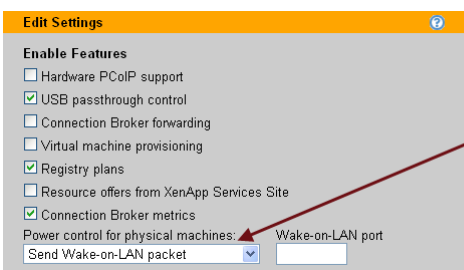 Edit Settings ?
Enable Features
Hardware PCoIP support
USB passthrough control
Connection Broker forwarding
Virtual machine provisioning
Registry plans
Resource offers from XenApp Services Site
Connection Broker metrics
Power control for physical machines: Wake-on-LAN port
Send Wake-on-LAN packet